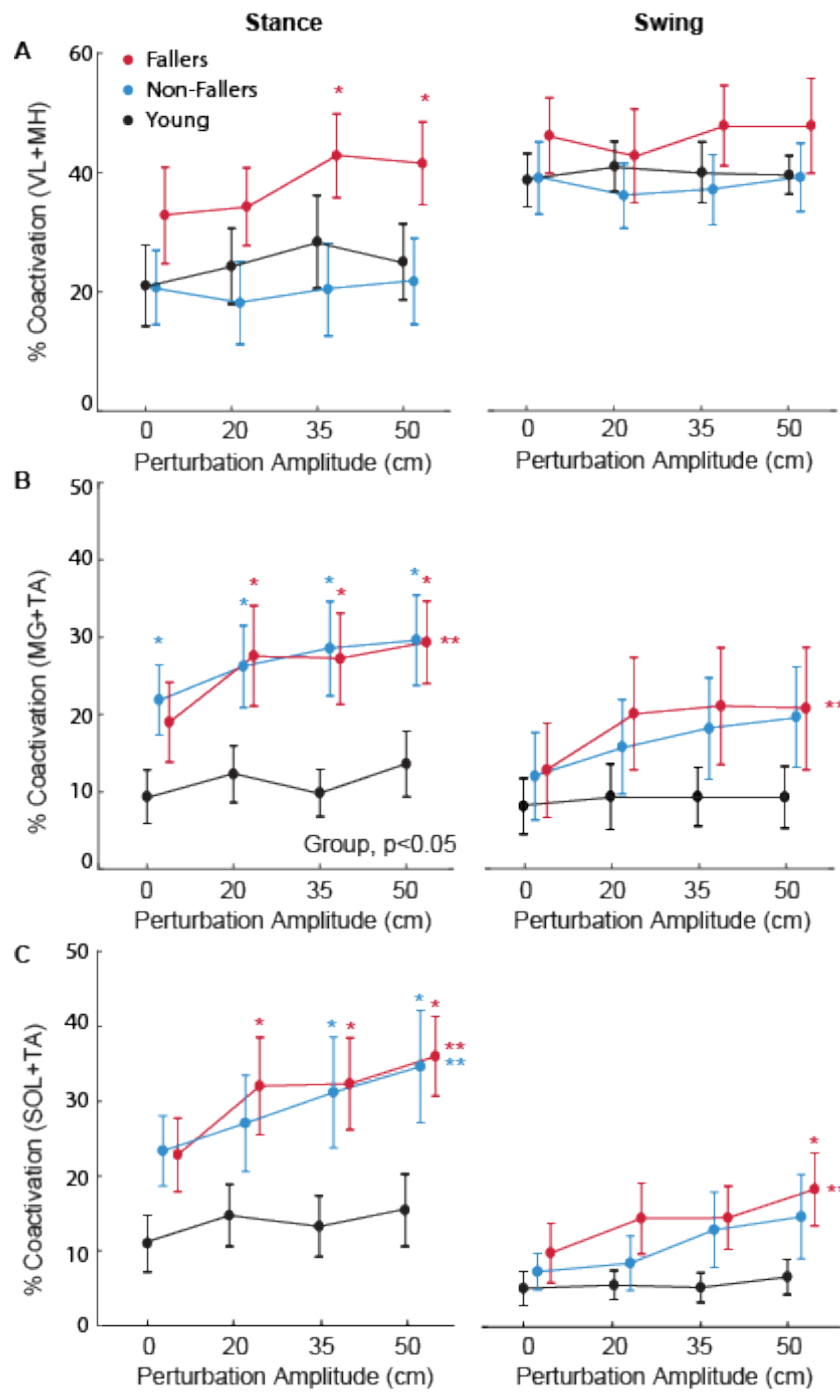 Stance
Swing
A
60
40
20
0
% Coactivation (VL+MH)
Fallers
Non-Fallers
Young
*
*
0 20 35 50
Perturbation Amplitude (cm)
0 20 35 50
Perturbation Amplitude (cm)
B
50
40
30
20
10
0
% Coactivation (MG+TA)
*
*
*
*
*
*
*
**
**
Group, p<0.05
0 20 35 50
Perturbation Amplitude (cm)
0 20 35 50
Perturbation Amplitude (cm)
C
50
40
30
20
10
0
% Coactivation (SOL+TA)
*
*
*
*
*
**
**
*
**
0 20 35 50
Perturbation Amplitude (cm)
0 20 35 50
Perturbation Amplitude (cm)